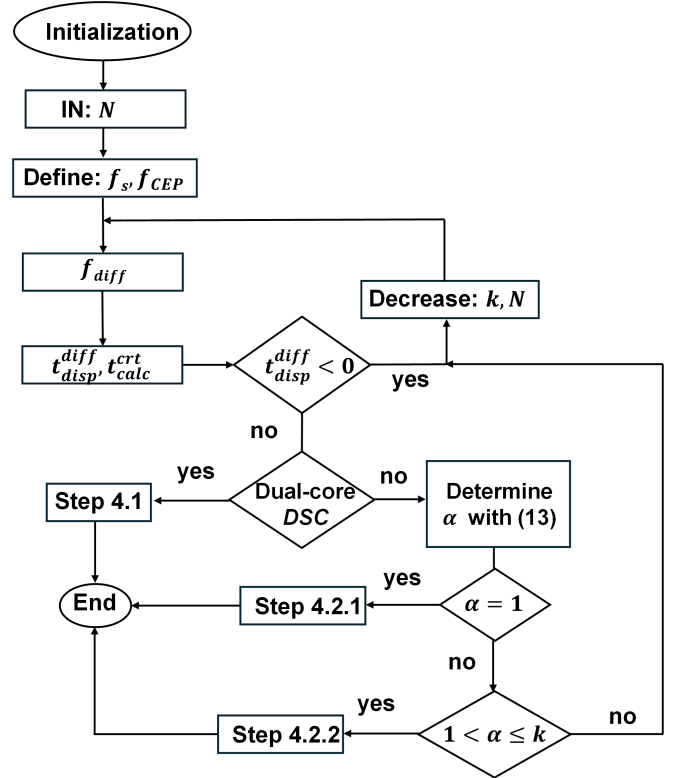 Initialization
IN: N
Define: f_s, f_CEP
f_diff
Decrease: k, N
t_disp^diff, t_calc^crt
t_disp^diff < 0
yes
no
yes
Dual-core
DSC
no
Determine
α with (13)
Step 4.1
End
yes
Step 4.2.1
α = 1
no
yes
no
Step 4.2.2
1 < α ≤ k